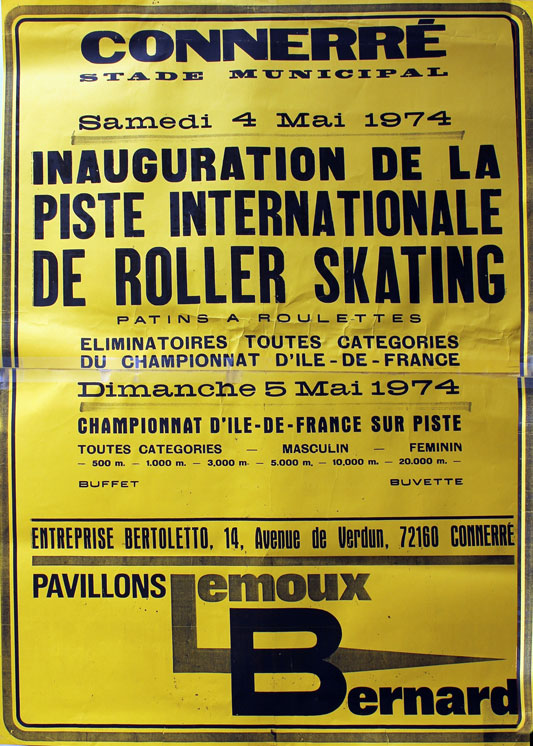 CONNERRÉ
STADE MUNICIPAL
Samedi 4 Mai 1974
INAUGURATION DE LA
PISTE INTERNATIONALE
DE ROLLER SKATING
PATINS A ROULETTES
ELIMINATOIRES TOUTES CATEGORIES
DU CHAMPIONNAT D'ILE-DE-FRANCE
Dimanche 5 Mai 1974
CHAMPIONNAT D'ILE-DE-FRANCE SUR PISTE
TOUTES CATEGORIES — MASCULIN — FEMININ
— 500 m. — 1.000 m. — 3,000 m. — 5.000 m. — 10,000 m. — 20.000 m. —
BUFFET BUVETTE
ENTREPRISE BERTOLETTO, 14, Avenue de Verdun, 72160 CONNERRÉ
PAVILLONS Lemoux
Bernard